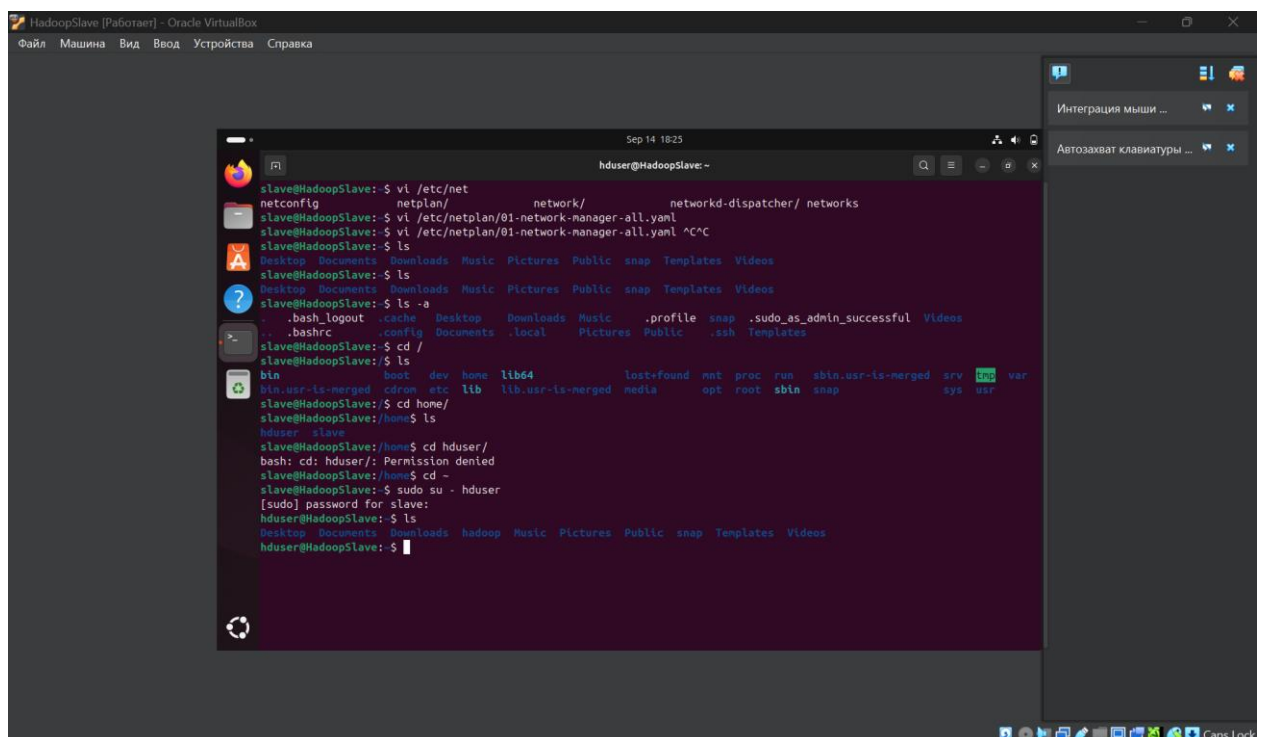 HadoopSlave [Работает] - Oracle VirtualBox
Файл Машина Вид Ввод Устройства Справка
Интеграция мыши ...
Автозахват клавиатуры ...
Sep 14 18:25
hduser@HadoopSlave: ~
slave@HadoopSlave:~$ vi /etc/net
netconfig netplan/ network/ networkd-dispatcher/ networks
slave@HadoopSlave:~$ vi /etc/netplan/01-network-manager-all.yaml
slave@HadoopSlave:~$ vi /etc/netplan/01-network-manager-all.yaml ^C^C
slave@HadoopSlave:~$ ls
Desktop Documents Downloads Music Pictures Public snap Templates Videos
slave@HadoopSlave:~$ ls
Desktop Documents Downloads Music Pictures Public snap Templates Videos
slave@HadoopSlave:~$ ls -a
. .bash_logout .cache Desktop Downloads Music .profile snap .sudo_as_admin_successful Videos
.. .bashrc .config Documents .local Pictures Public .ssh Templates
slave@HadoopSlave:~$ cd /
slave@HadoopSlave:/$ ls
bin boot dev home lib64 lost+found mnt proc run sbin.usr-is-merged srv tmp var
bin.usr-is-merged cdrom etc lib lib.usr-is-merged media opt root sbin snap sys usr
slave@HadoopSlave:/$ cd home/
slave@HadoopSlave:/home$ ls
hduser slave
slave@HadoopSlave:/home$ cd hduser/
bash: cd: hduser/: Permission denied
slave@HadoopSlave:/home$ cd ~
slave@HadoopSlave:~$ sudo su - hduser
[sudo] password for slave:
hduser@HadoopSlave:~$ ls
Desktop Documents Downloads hadoop Music Pictures Public snap Templates Videos
hduser@HadoopSlave:~$
Caps Lock